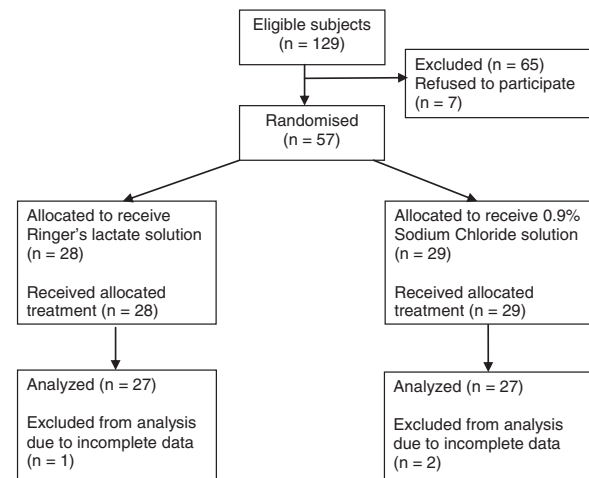 Eligible subjects
(n = 129)
Excluded (n = 65)
Refused to participate
(n = 7)
Randomised
(n = 57)
Allocated to receive
Ringer's lactate solution
(n = 28)
Received allocated
treatment (n = 28)
Allocated to receive 0.9%
Sodium Chloride solution
(n = 29)
Received allocated
treatment (n = 29)
Analyzed (n = 27)
Excluded from analysis
due to incomplete data
(n = 1)
Analyzed (n = 27)
Excluded from analysis
due to incomplete data
(n = 2)